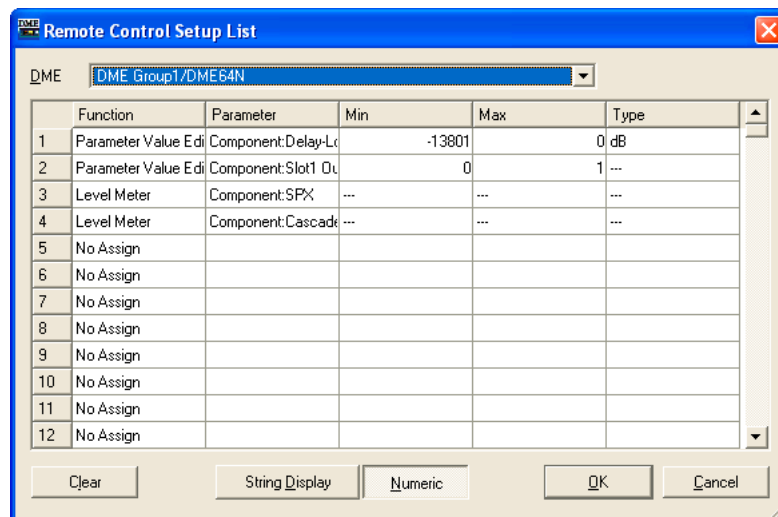 DME Remote Control Setup List
DME DME Group1/DME64N
Function Parameter Min Max Type
1 Parameter Value Edi Component:Delay-Lo -13801 0 dB
2 Parameter Value Edi Component:Slot1 Ou 0 1 ---
3 Level Meter Component:SPX --- --- ---
4 Level Meter Component:Cascade --- --- ---
5 No Assign
6 No Assign
7 No Assign
8 No Assign
9 No Assign
10 No Assign
11 No Assign
12 No Assign
Clear String Display Numeric OK Cancel